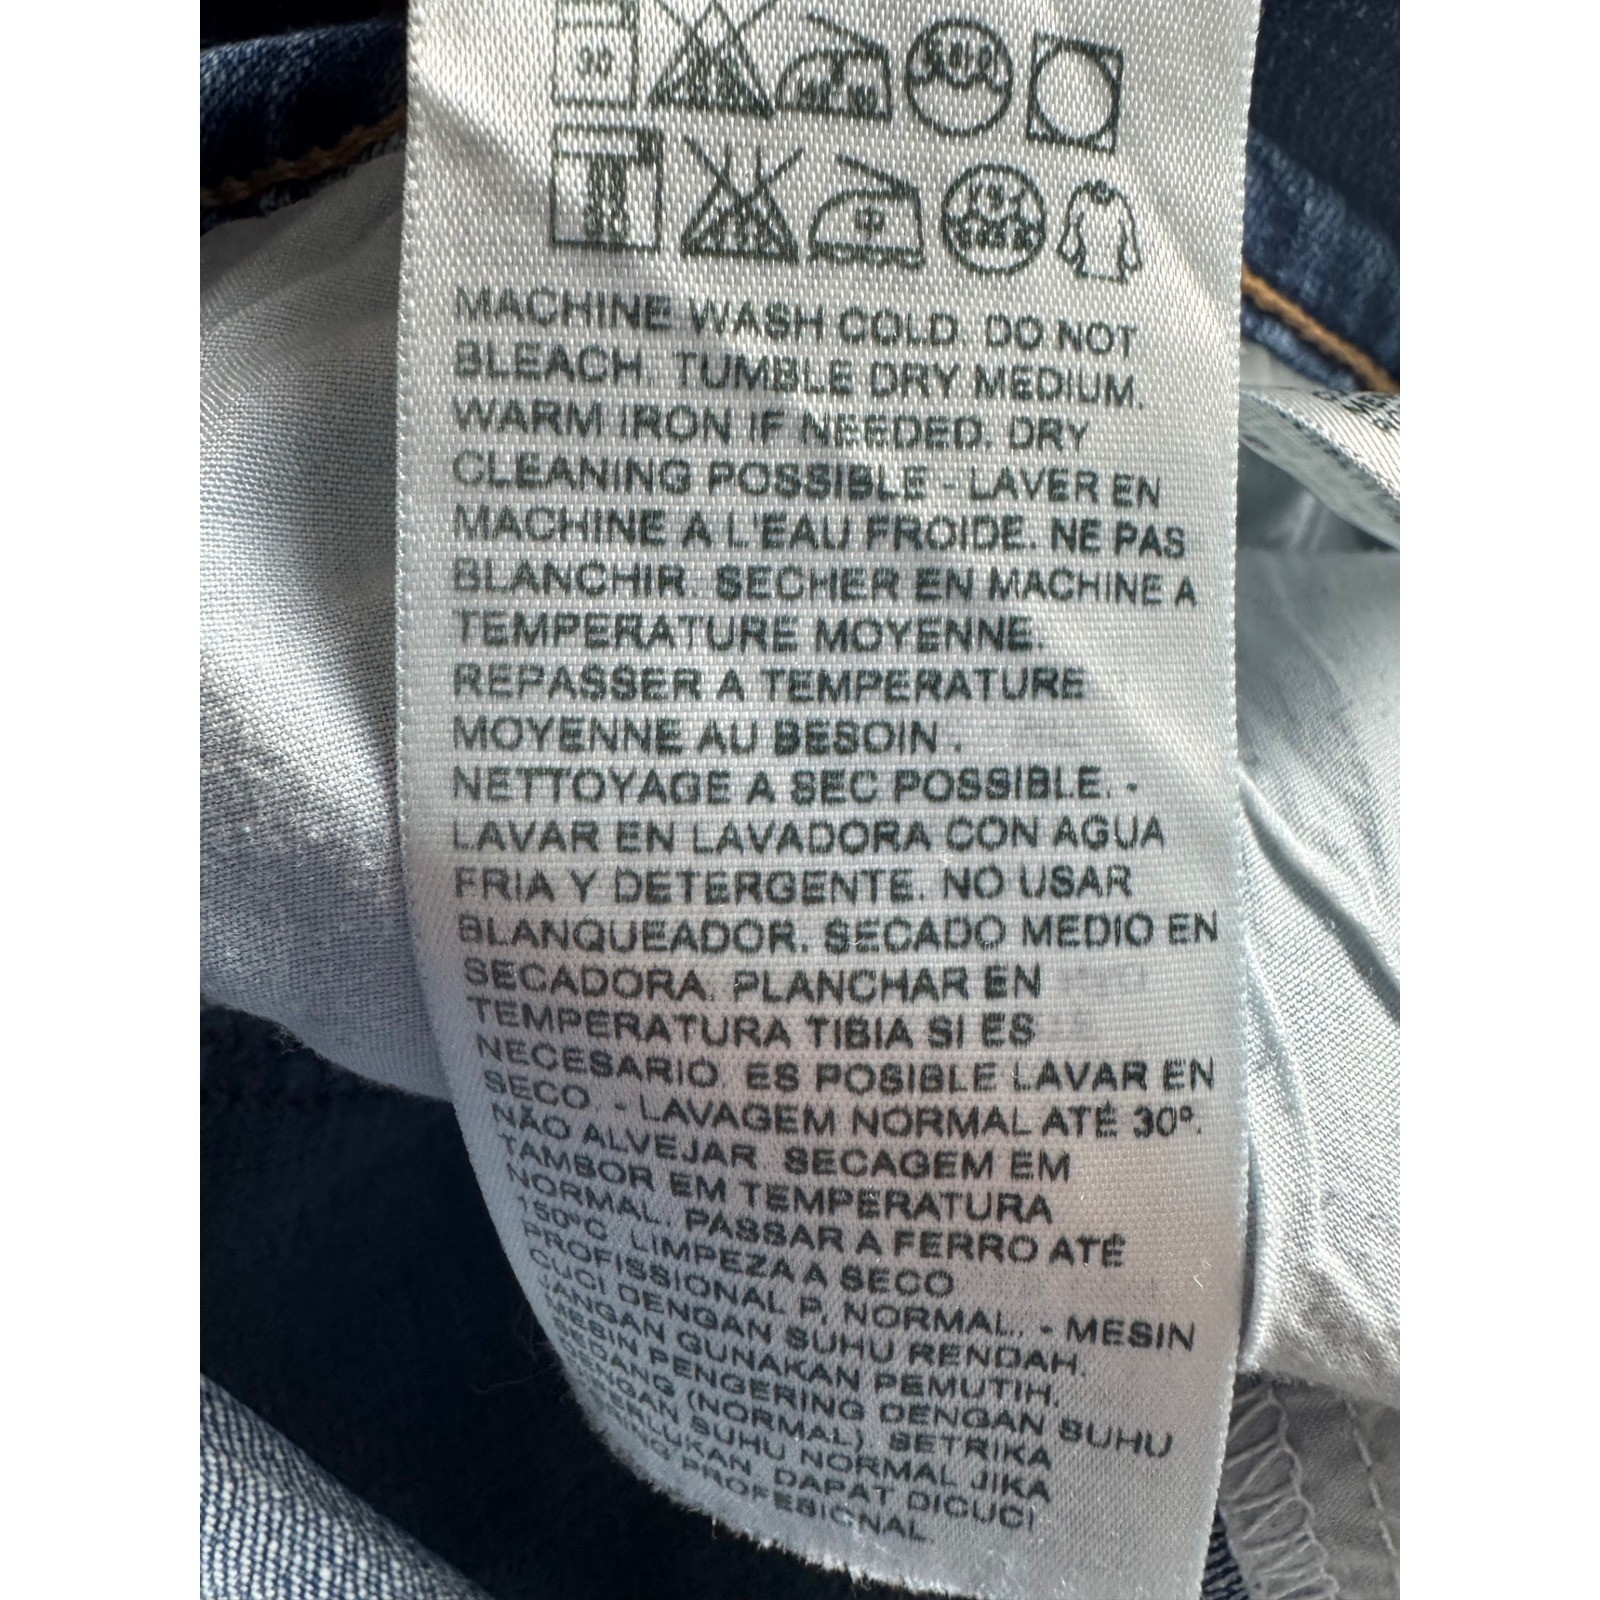 MACHINE WASH COLD. DO NOT
BLEACH. TUMBLE DRY MEDIUM.
WARM IRON IF NEEDED. DRY
CLEANING POSSIBLE - LAVER EN
MACHINE A L'EAU FROIDE. NE PAS
BLANCHIR. SECHER EN MACHINE A
TEMPERATURE MOYENNE.
REPASSER A TEMPERATURE
MOYENNE AU BESOIN .
NETTOYAGE A SEC POSSIBLE. -
LAVAR EN LAVADORA CON AGUA
FRIA Y DETERGENTE. NO USAR
BLANQUEADOR. SECADO MEDIO EN
SECADORA. PLANCHAR EN
TEMPERATURA TIBIA SI ES
NECESARIO. ES POSIBLE LAVAR EN
SECO. - LAVAGEM NORMAL ATÉ 30º.
NÃO ALVEJAR. SECAGEM EM
TAMBOR EM TEMPERATURA
NORMAL. PASSAR A FERRO ATÉ
150ºC. LIMPEZA A SECO
PROFISSIONAL P, NORMAL. - MESIN
CUCI DENGAN SUHU RENDAH.
JANGAN GUNAKAN PEMUTIH.
MESIN PENGERING DENGAN SUHU
SEDANG (NORMAL). SETRIKA
DENGAN SUHU NORMAL JIKA
PERLUKAN. DAPAT DICUCI
PROFESIONAL